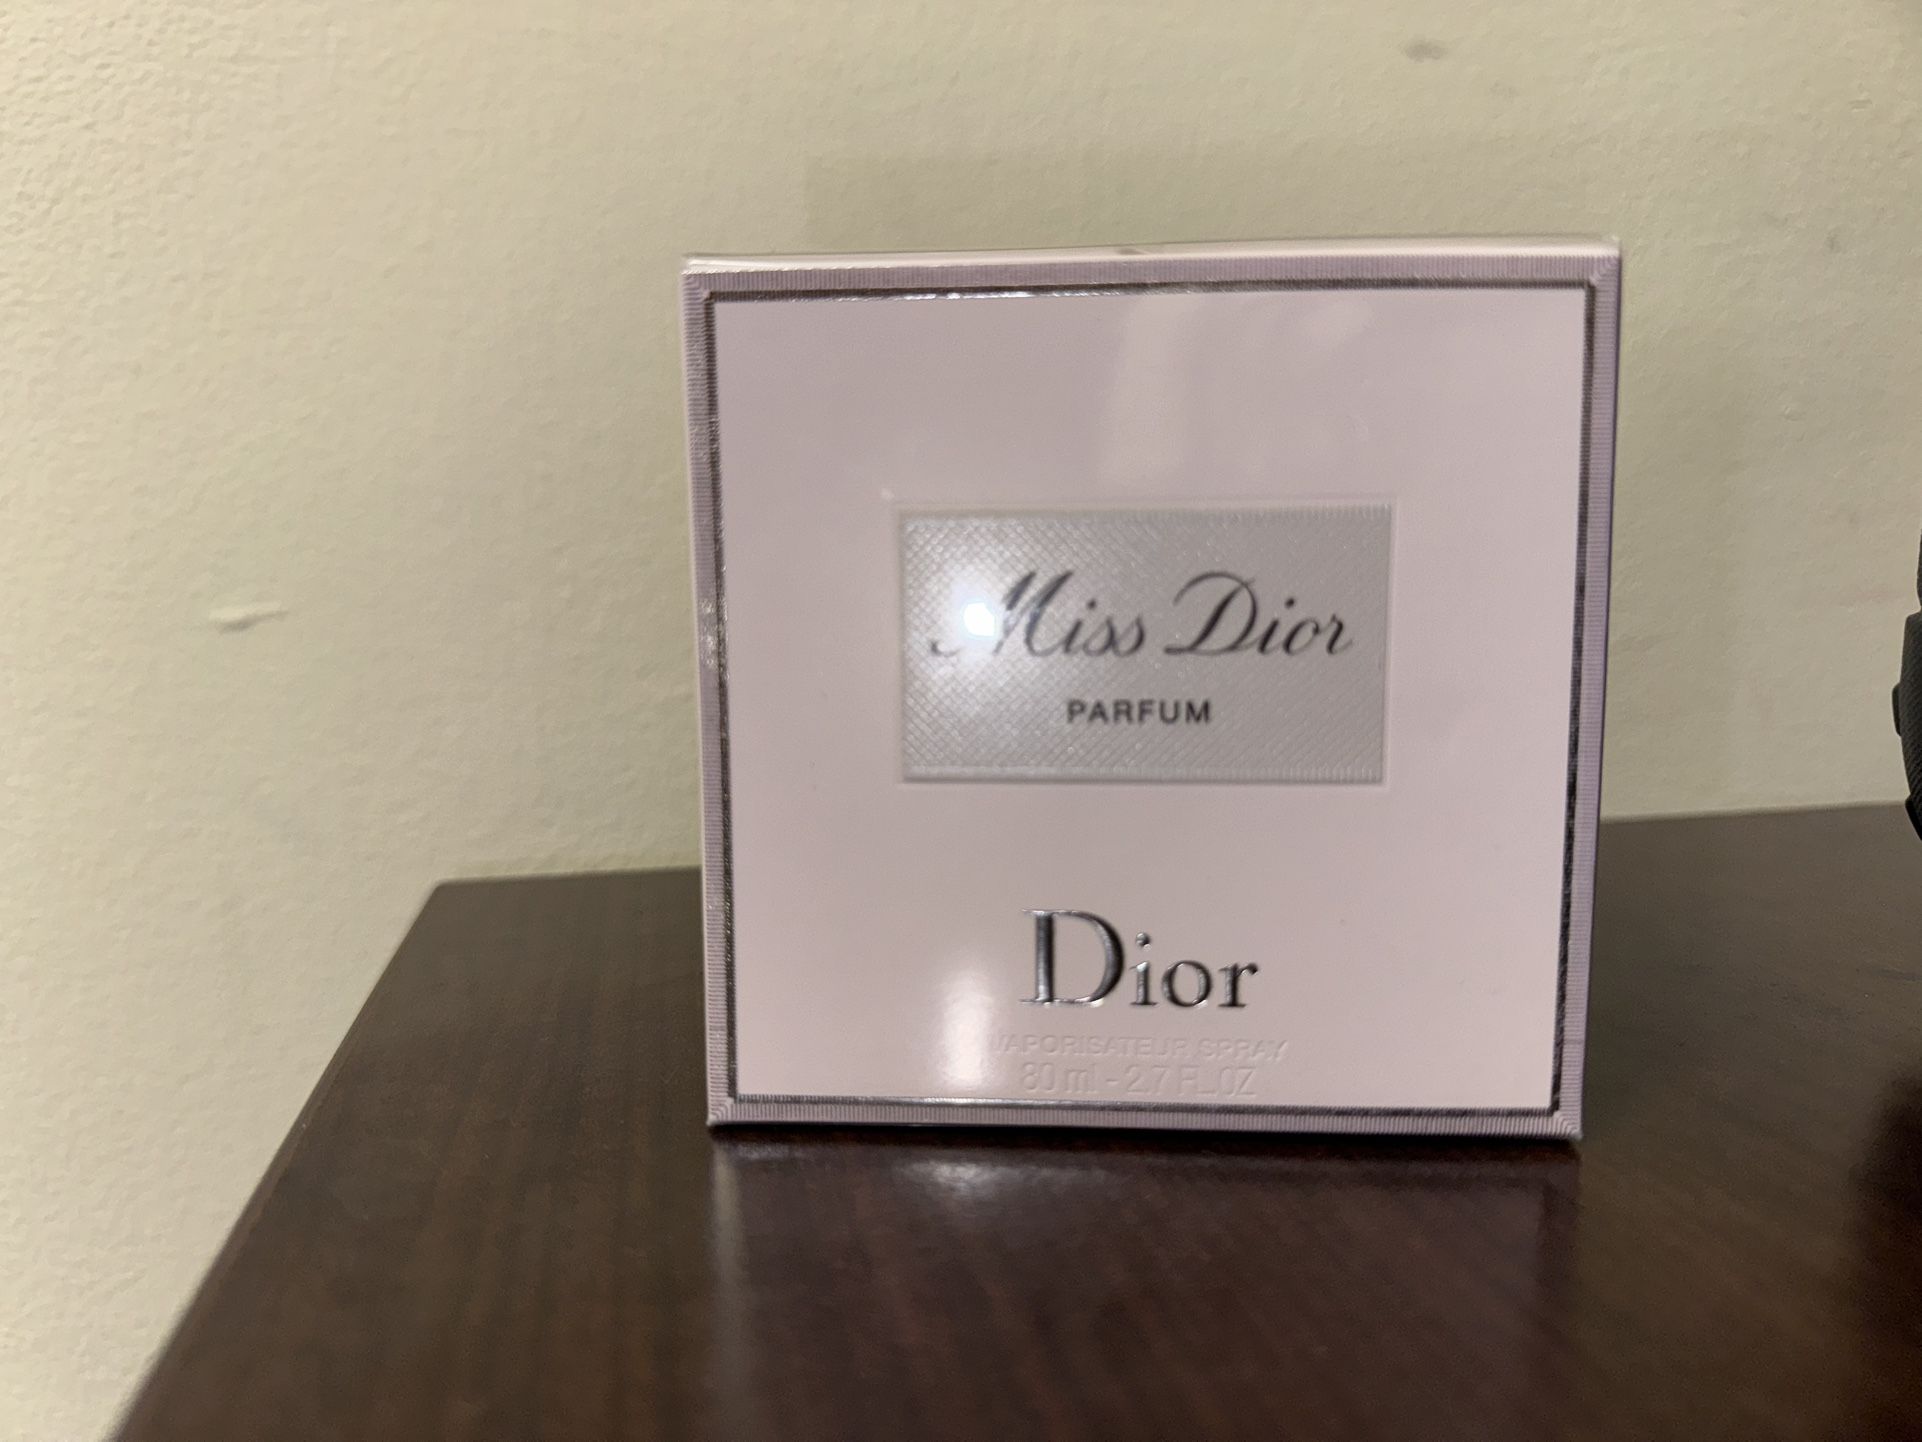 Miss Dior
PARFUM
Dior
VAPORISATEUR SPRAY
80 ml - 2.7 FL.OZ